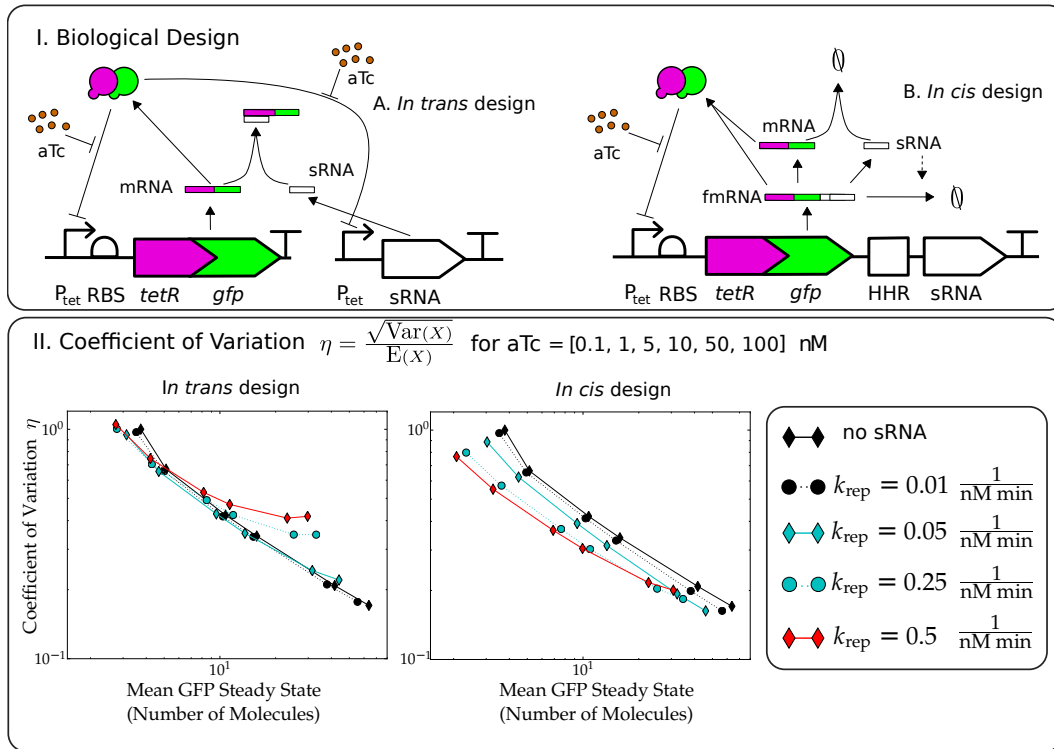 I. Biological Design
aTc
A. In trans design
aTc
mRNA
sRNA
P_tet RBS tetR gfp P_tet sRNA
∅
B. In cis design
aTc
mRNA
sRNA
fmRNA
∅
P_tet RBS tetR gfp HHR sRNA
II. Coefficient of Variation η = √Var(X) / E(X) for aTc = [0.1, 1, 5, 10, 50, 100] nM
In trans design
Coefficient of Variation η
10^0
10^-1
10^1
Mean GFP Steady State
(Number of Molecules)
In cis design
10^0
10^-1
10^1
Mean GFP Steady State
(Number of Molecules)
no sRNA
k_rep = 0.01 1/(nM min)
k_rep = 0.05 1/(nM min)
k_rep = 0.25 1/(nM min)
k_rep = 0.5 1/(nM min)